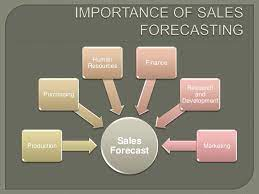 IMPORTANCE OF SALES
FORECASTING
Production
Purchasing
Human
Resources
Finance
Research
and
Development
Marketing
Sales
Forecast